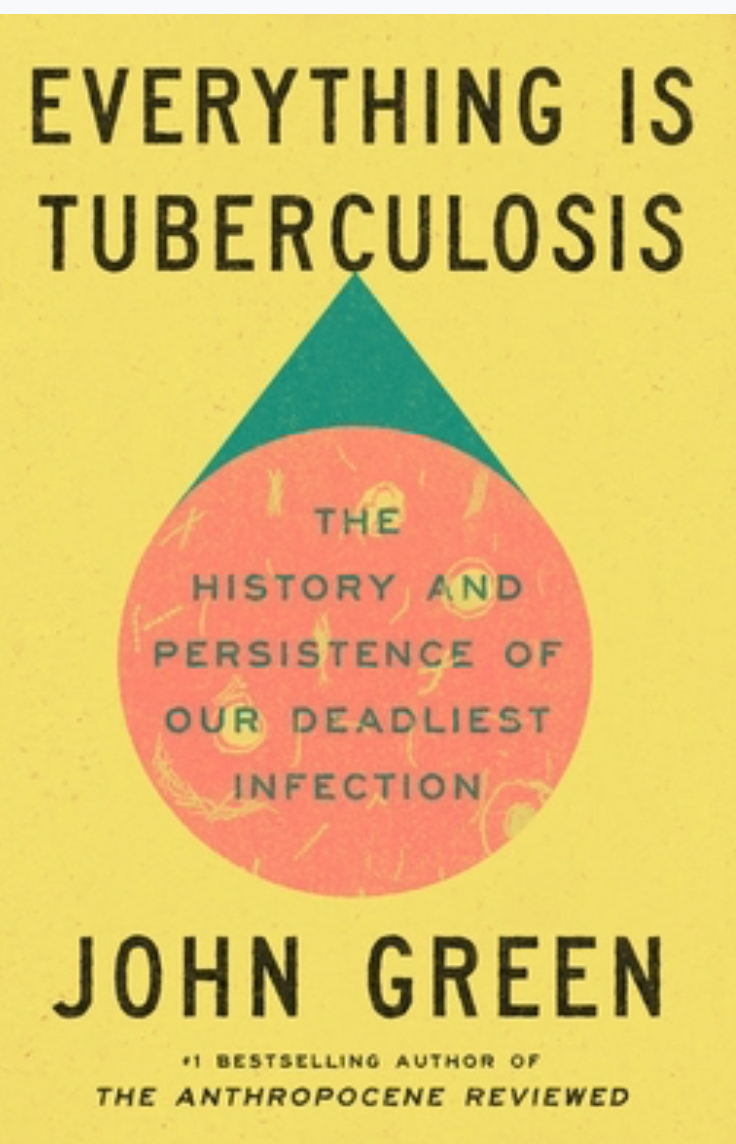 EVERYTHING IS
TUBERCULOSIS
THE
HISTORY AND
PERSISTENCE OF
OUR DEADLIEST
INFECTION
JOHN GREEN
#1 BESTSELLING AUTHOR OF
THE ANTHROPOCENE REVIEWED